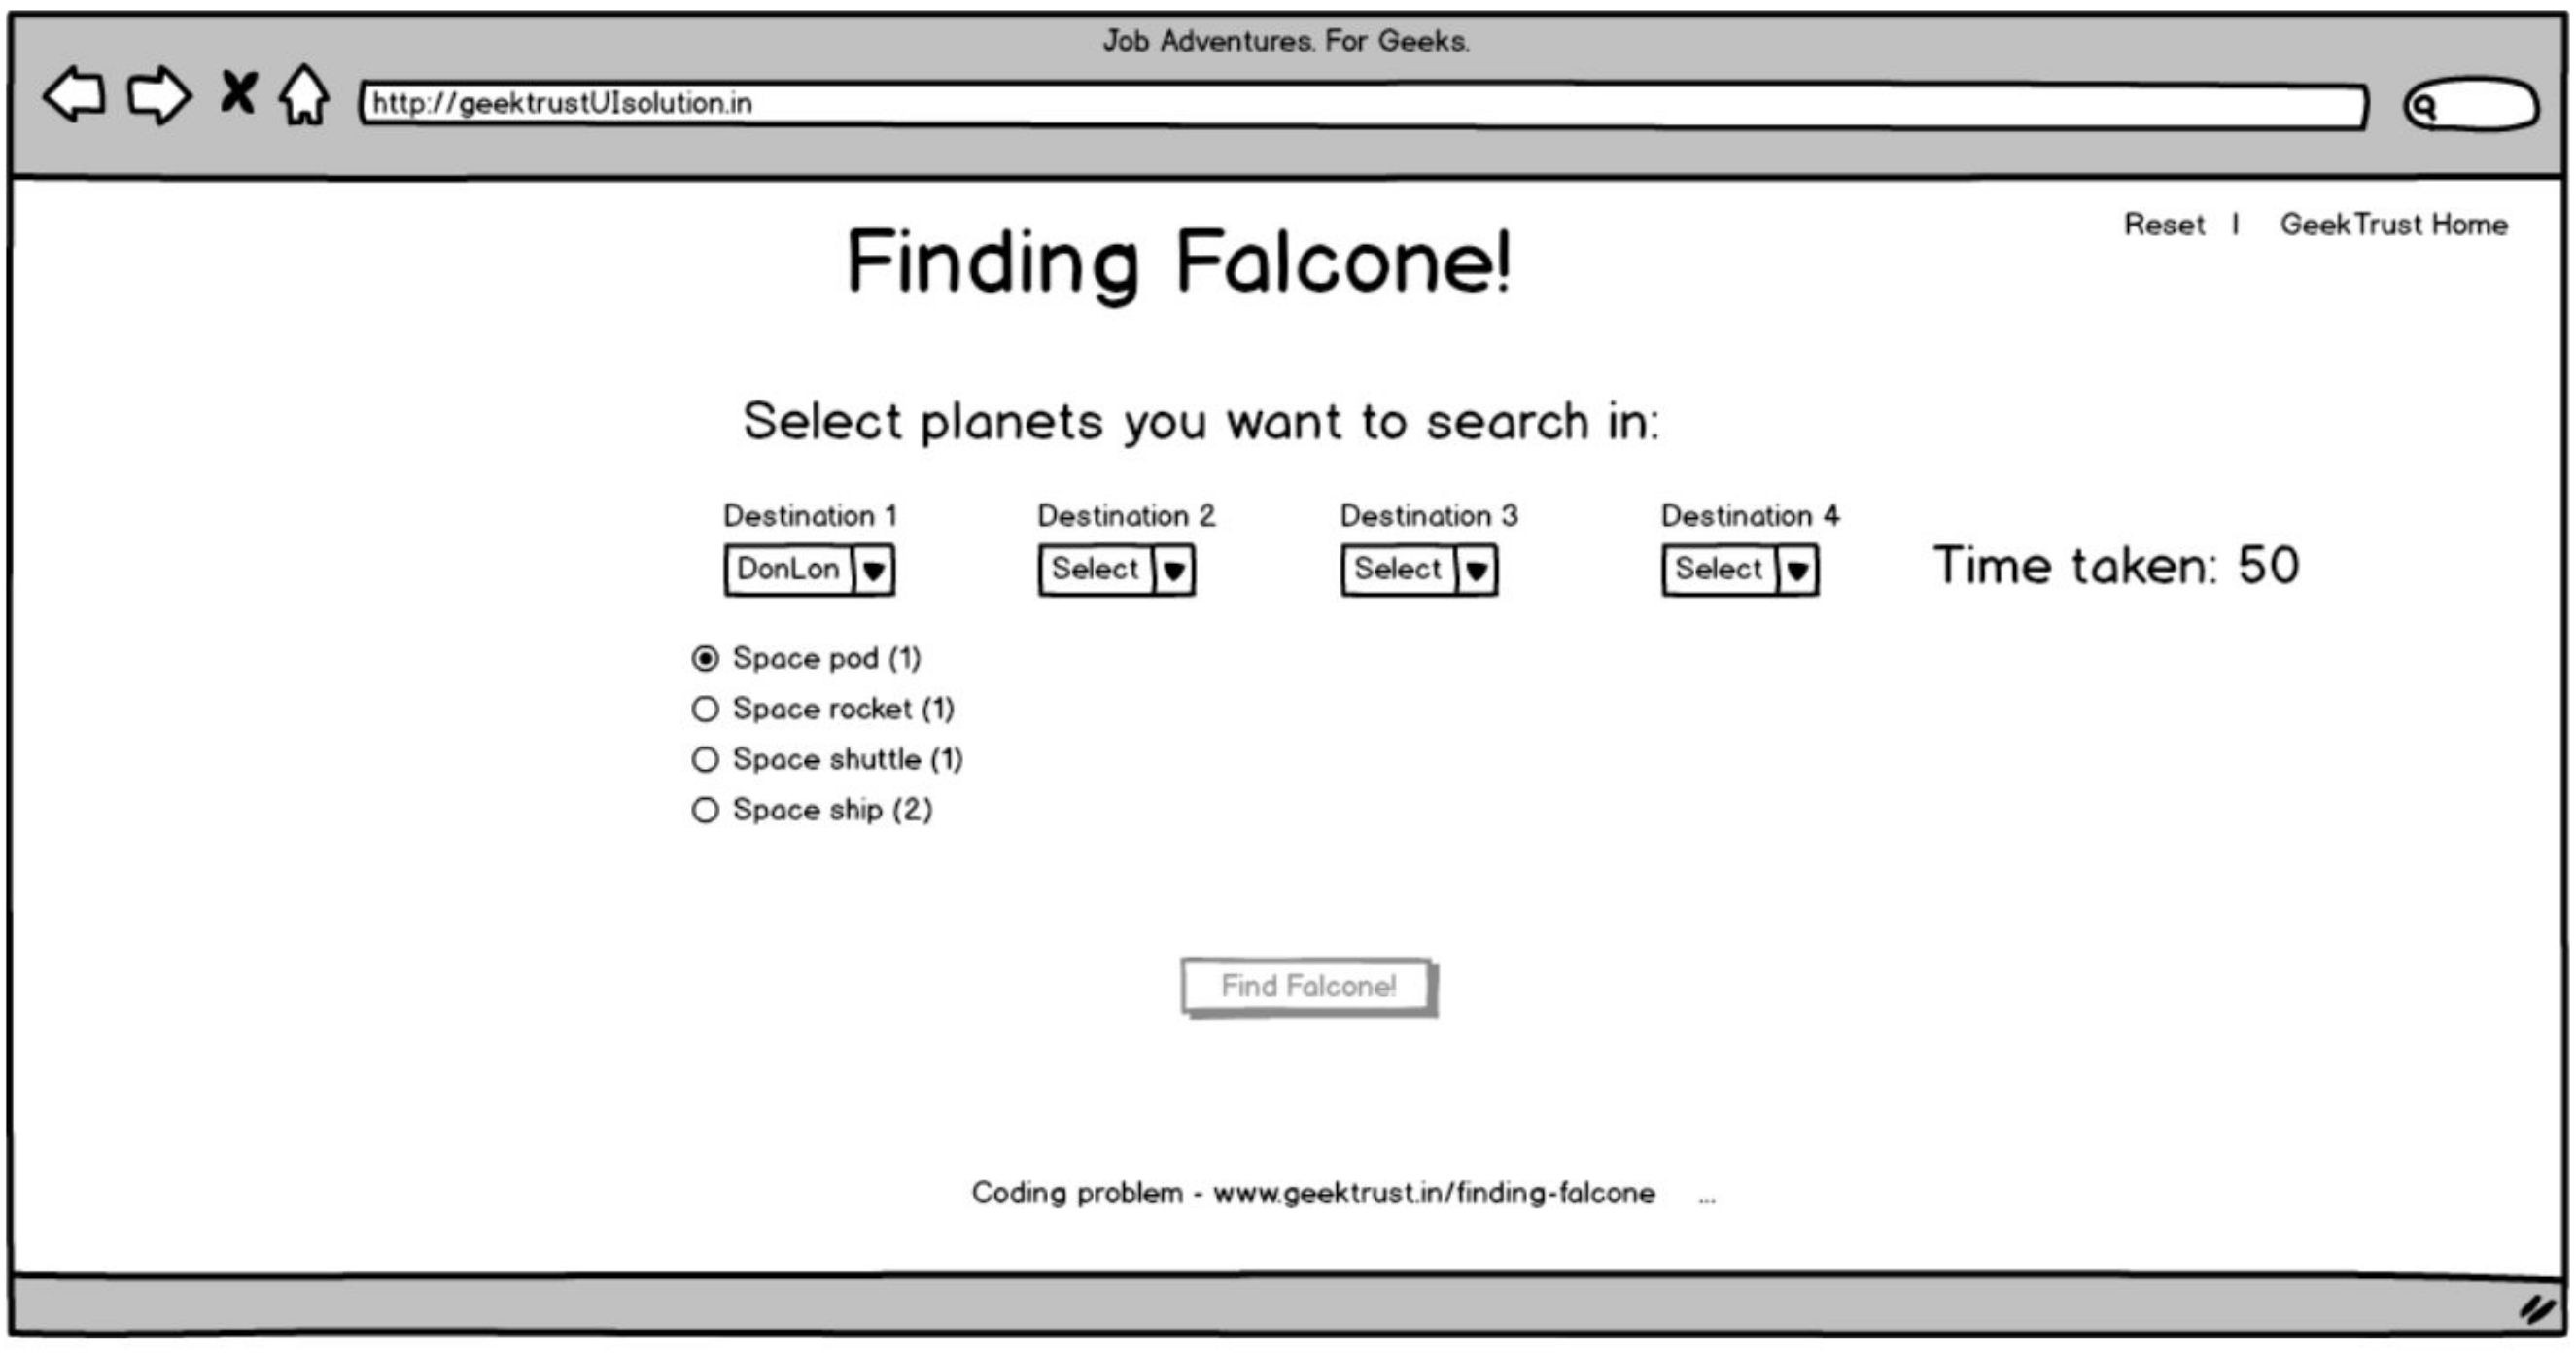 Job Adventures. For Geeks.
http://geektrustUIsolution.in
Reset | GeekTrust Home
Finding Falcone!
Select planets you want to search in:
Destination 1 Destination 2 Destination 3 Destination 4
DonLon Select Select Select Time taken: 50
Space pod (1)
Space rocket (1)
Space shuttle (1)
Space ship (2)
Find Falcone!
Coding problem - www.geektrust.in/finding-falcone ...